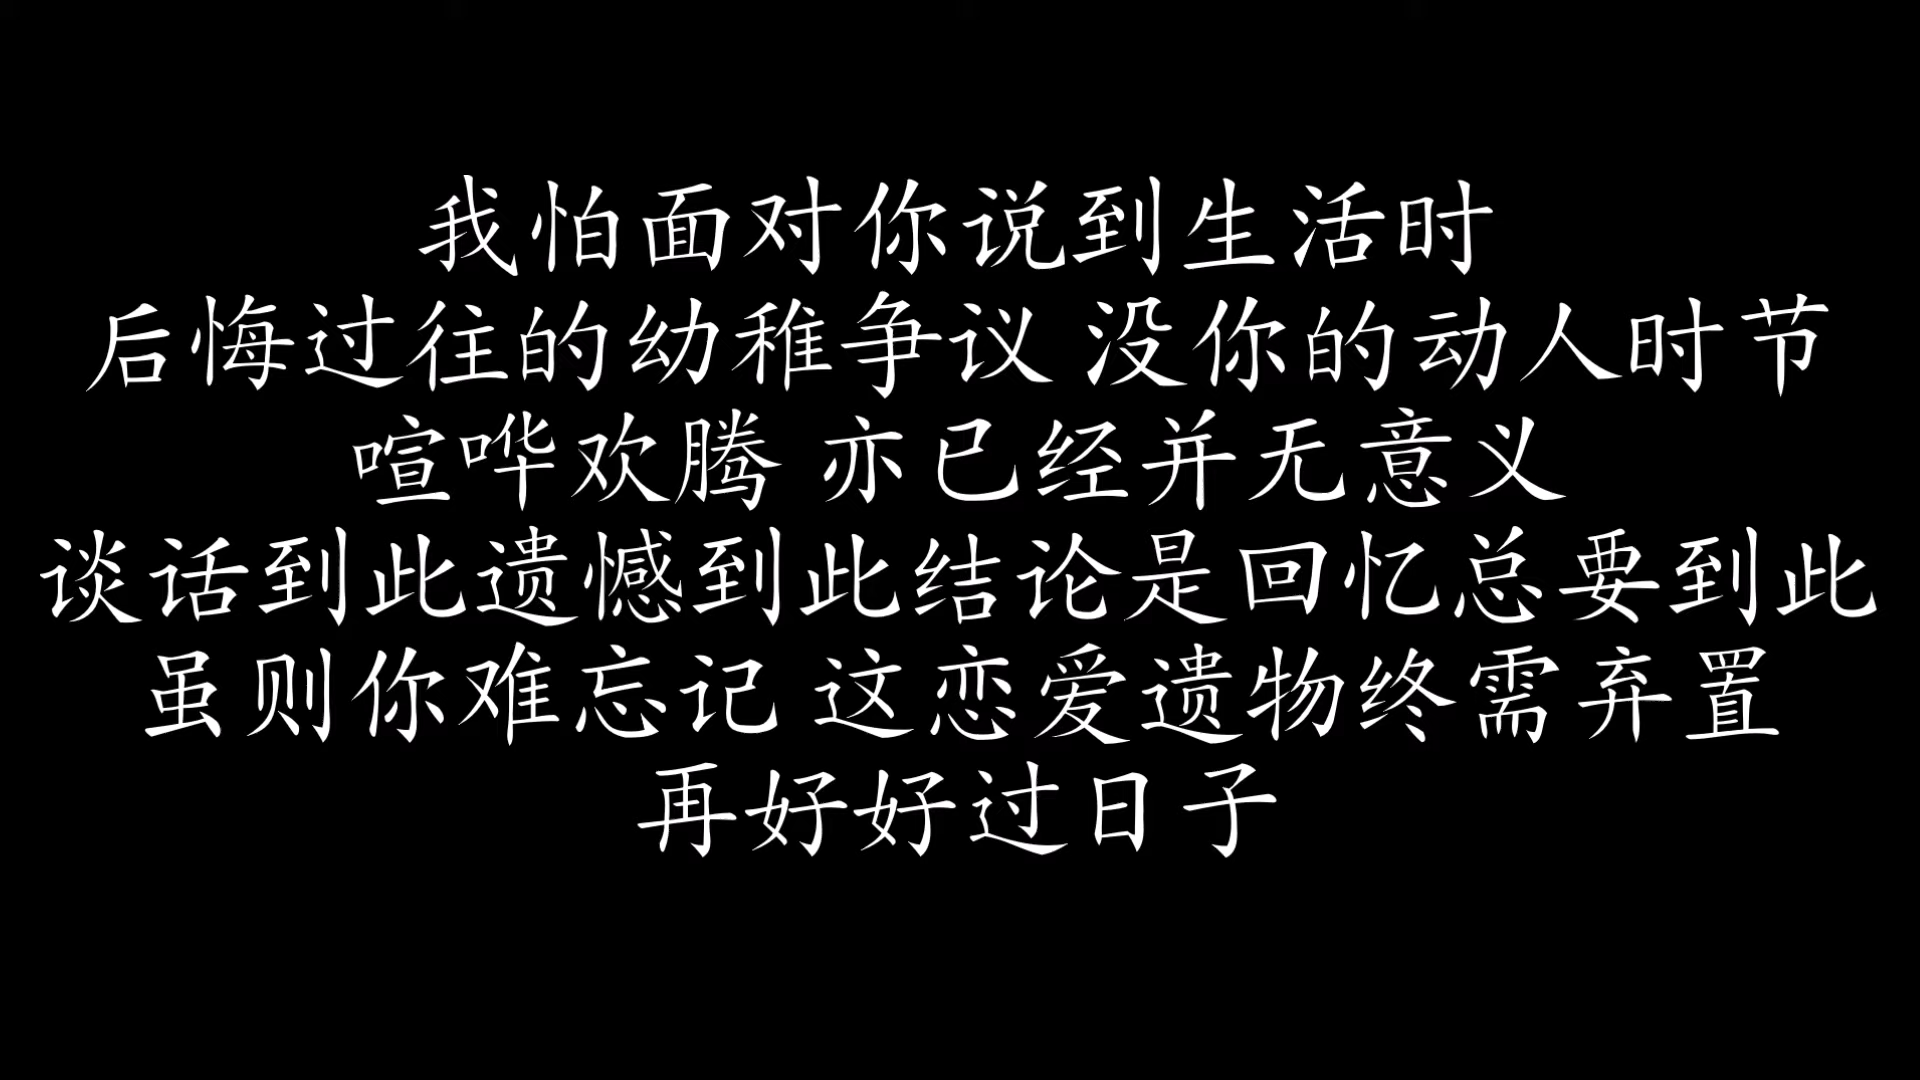 我怕面对你说到生活时
后悔过往的幼稚争议 没你的动人时节
喧哗欢腾 亦已经并无意义
谈话到此遗憾到此结论是回忆总要到此
虽则你难忘记 这恋爱遗物终需弃置
再好好过日子